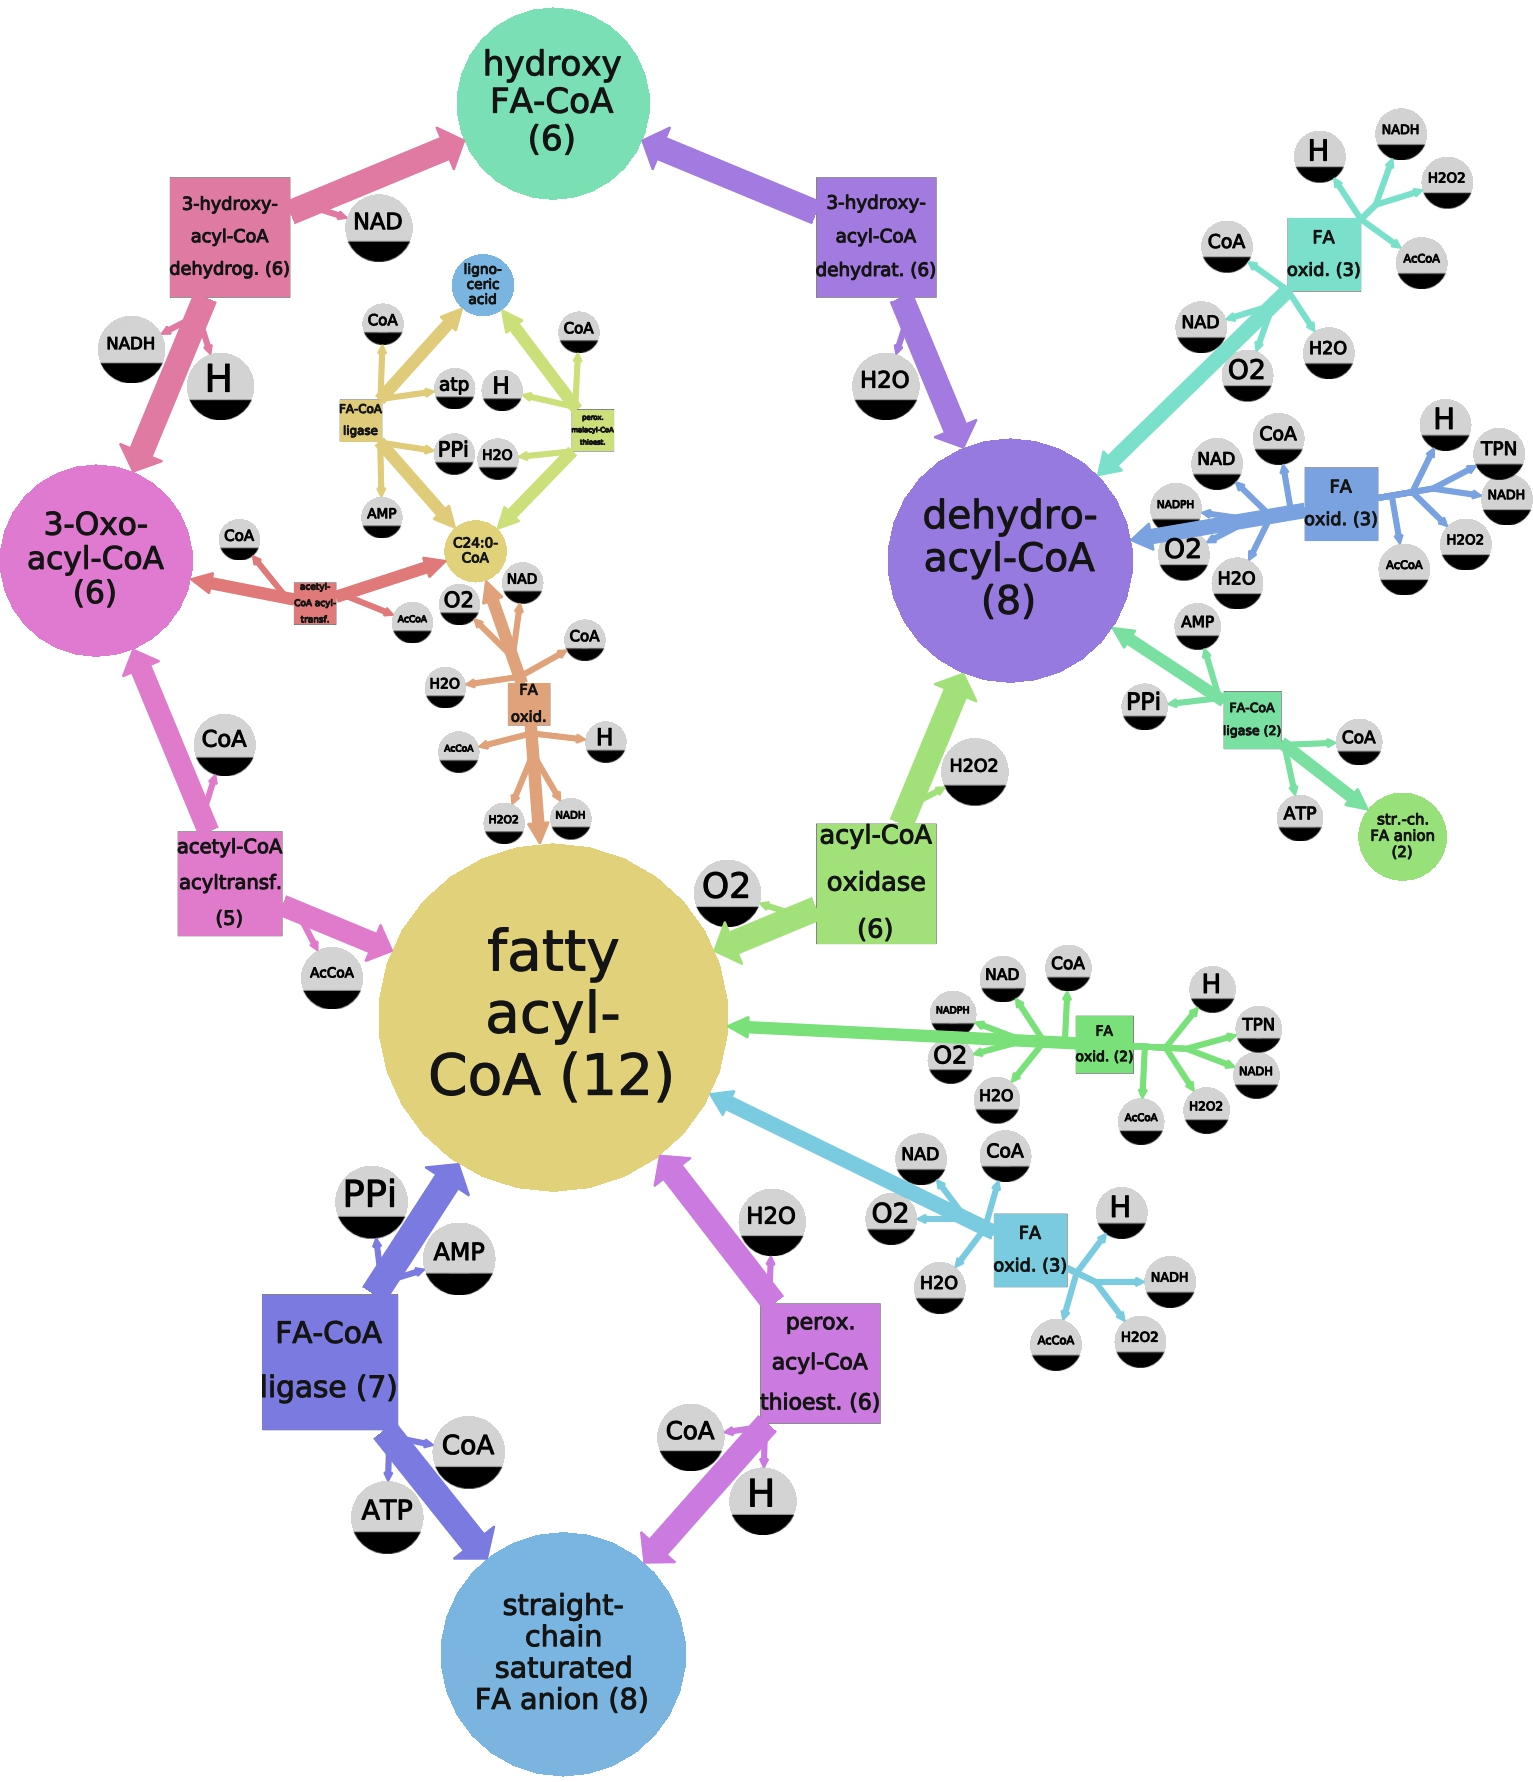 hydroxy
FA-CoA
(6)
3-hydroxy-
acyl-CoA
dehydrog. (6)
NAD
NADH
H
3-hydroxy-
acyl-CoA
dehydrat. (6)
H2O
ligno-
ceric
acid
CoA
atp
FA-CoA
ligase
PPi
AMP
CoA
H
perox.
malacyl-CoA
thioest.
H2O
C24:0-
CoA
3-Oxo-
acyl-CoA
(6)
CoA
acetyl-
CoA acyl-
transf.
AcCoA
O2
NAD
CoA
H2O
FA
oxid.
AcCoA
H
H2O2
NADH
H
NADH
H2O2
FA
oxid. (3)
AcCoA
CoA
NAD
O2
H2O
dehydro-
acyl-CoA
(8)
CoA
NAD
NADPH
O2
H2O
FA
oxid. (3)
H
TPN
NADH
H2O2
AcCoA
AMP
PPi
FA-CoA
ligase (2)
CoA
ATP
str.-ch.
FA anion
(2)
CoA
acetyl-CoA
acyltransf.
(5)
AcCoA
H2O2
acyl-CoA
oxidase
(6)
O2
fatty
acyl-
CoA (12)
CoA
NAD
NADPH
O2
H2O
FA
oxid. (2)
H
TPN
NADH
H2O2
AcCoA
NAD
CoA
O2
H2O
FA
oxid. (3)
H
NADH
H2O2
AcCoA
PPi
AMP
FA-CoA
ligase (7)
CoA
ATP
H2O
perox.
acyl-CoA
thioest. (6)
CoA
H
straight-
chain
saturated
FA anion (8)